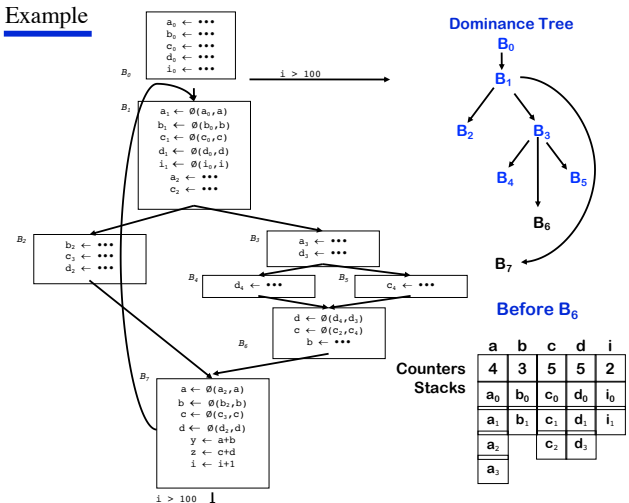 Example
a₀ ← •••
b₀ ← •••
c₀ ← •••
d₀ ← •••
i₀ ← •••
B₀
i > 100
B₁
a₁ ← Ø(a₀,a)
b₁ ← Ø(b₀,b)
c₁ ← Ø(c₀,c)
d₁ ← Ø(d₀,d)
i₁ ← Ø(i₀,i)
a₂ ← •••
c₂ ← •••
B₂
b₂ ← •••
c₃ ← •••
d₂ ← •••
B₃
a₃ ← •••
d₃ ← •••
B₄
d₄ ← •••
B₅
c₄ ← •••
d ← Ø(d₄,d₃)
c ← Ø(c₂,c₄)
b ← •••
B₆
B₇
a ← Ø(a₂,a)
b ← Ø(b₂,b)
c ← Ø(c₃,c)
d ← Ø(d₂,d)
y ← a+b
z ← c+d
i ← i+1
i > 100
Dominance Tree
B₀
B₁
B₂ B₃
B₄ B₅
B₆
B₇
Before B₆
a b c d i
Counters 4 3 5 5 2
Stacks
a₀ b₀ c₀ d₀ i₀
a₁ b₁ c₁ d₁ i₁
a₂ c₂ d₃
a₃